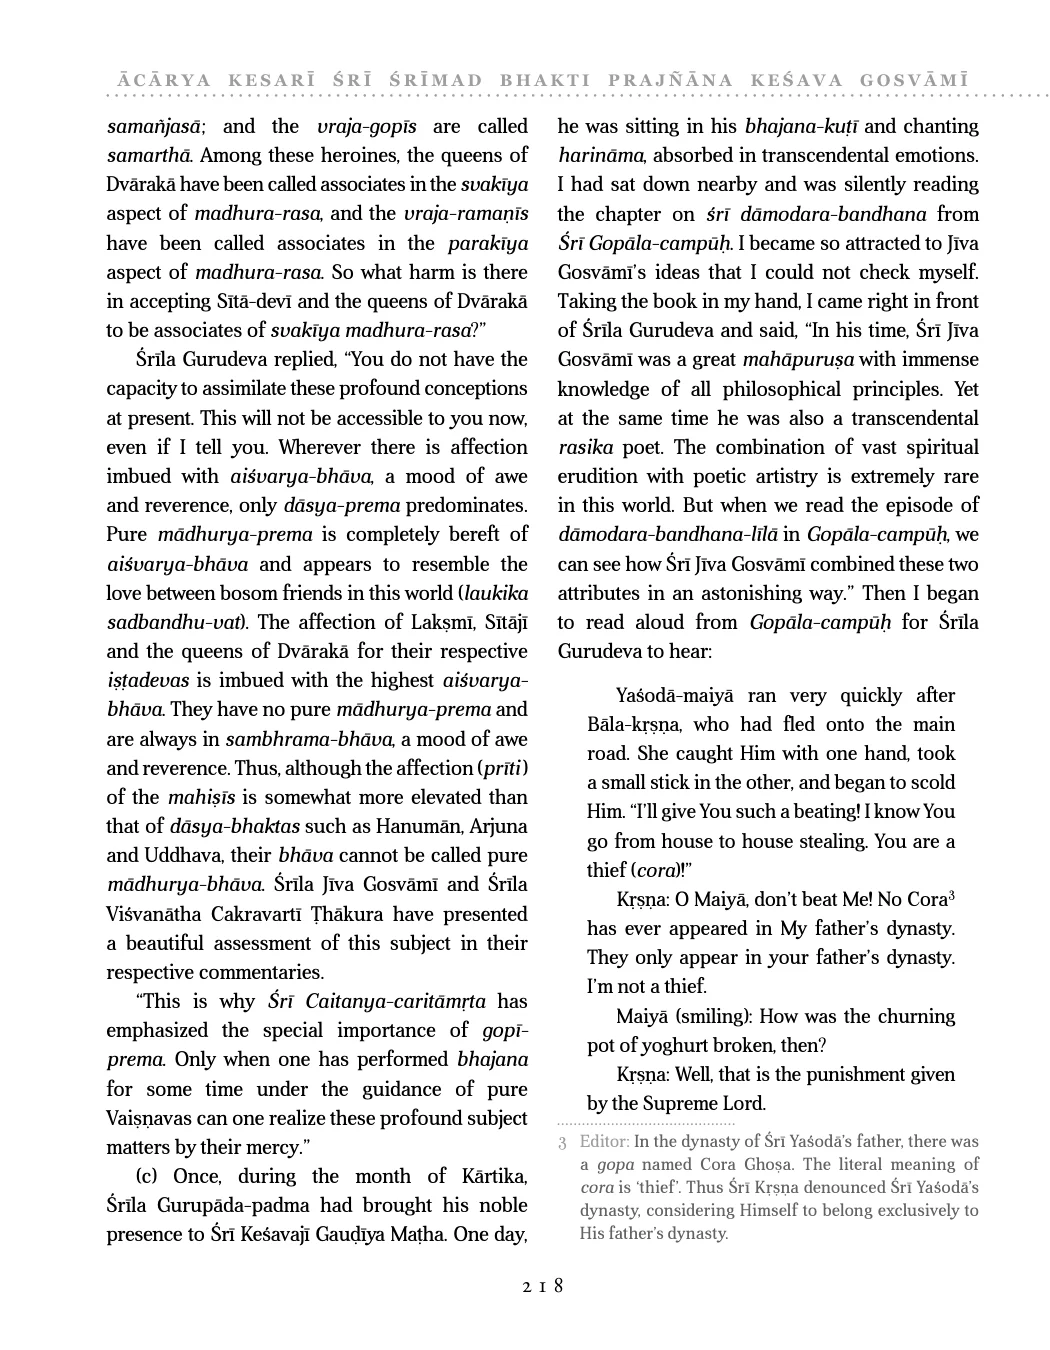 ĀCĀRYA KESARĪ ŚRĪ ŚRĪMAD BHAKTI PRAJÑĀNA KEŚAVA GOSVĀMĪ
samañjasā; and the vraja-gopīs are called
samarthā. Among these heroines, the queens of
Dvārakā have been called associates in the svakīya
aspect of madhura-rasa, and the vraja-ramaṇīs
have been called associates in the parakīya
aspect of madhura-rasa. So what harm is there
in accepting Sītā-devī and the queens of Dvārakā
to be associates of svakīya madhura-rasa?”
Śrīla Gurudeva replied, “You do not have the
capacity to assimilate these profound conceptions
at present. This will not be accessible to you now,
even if I tell you. Wherever there is affection
imbued with aiśvarya-bhāva, a mood of awe
and reverence, only dāsya-prema predominates.
Pure mādhurya-prema is completely bereft of
aiśvarya-bhāva and appears to resemble the
love between bosom friends in this world (laukika
sadbandhu-vat). The affection of Lakṣmī, Sītājī
and the queens of Dvārakā for their respective
iṣṭadevas is imbued with the highest aiśvarya-
bhāva. They have no pure mādhurya-prema and
are always in sambhrama-bhāva, a mood of awe
and reverence. Thus, although the affection (prīti)
of the mahiṣīs is somewhat more elevated than
that of dāsya-bhaktas such as Hanumān, Arjuna
and Uddhava, their bhāva cannot be called pure
mādhurya-bhāva. Śrīla Jīva Gosvāmī and Śrīla
Viśvanātha Cakravartī Ṭhākura have presented
a beautiful assessment of this subject in their
respective commentaries.
“This is why Śrī Caitanya-caritāmṛta has
emphasized the special importance of gopī-
prema. Only when one has performed bhajana
for some time under the guidance of pure
Vaiṣṇavas can one realize these profound subject
matters by their mercy.”
(c) Once, during the month of Kārtika,
Śrīla Gurupāda-padma had brought his noble
presence to Śrī Keśavajī Gauḍīya Maṭha. One day,
he was sitting in his bhajana-kuṭī and chanting
harināma, absorbed in transcendental emotions.
I had sat down nearby and was silently reading
the chapter on śrī dāmodara-bandhana from
Śrī Gopāla-campūḥ. I became so attracted to Jīva
Gosvāmī’s ideas that I could not check myself.
Taking the book in my hand, I came right in front
of Śrīla Gurudeva and said, “In his time, Śrī Jīva
Gosvāmī was a great mahāpuruṣa with immense
knowledge of all philosophical principles. Yet
at the same time he was also a transcendental
rasika poet. The combination of vast spiritual
erudition with poetic artistry is extremely rare
in this world. But when we read the episode of
dāmodara-bandhana-līlā in Gopāla-campūḥ, we
can see how Śrī Jīva Gosvāmī combined these two
attributes in an astonishing way.” Then I began
to read aloud from Gopāla-campūḥ for Śrīla
Gurudeva to hear:
Yaśodā-maiyā ran very quickly after
Bāla-kṛṣṇa, who had fled onto the main
road. She caught Him with one hand, took
a small stick in the other, and began to scold
Him. “I’ll give You such a beating! I know You
go from house to house stealing. You are a
thief (cora)!”
Kṛṣṇa: O Maiyā, don’t beat Me! No Cora³
has ever appeared in My father’s dynasty.
They only appear in your father’s dynasty.
I’m not a thief.
Maiyā (smiling): How was the churning
pot of yoghurt broken, then?
Kṛṣṇa: Well, that is the punishment given
by the Supreme Lord.
3 Editor: In the dynasty of Śrī Yaśodā’s father, there was
a gopa named Cora Ghoṣa. The literal meaning of
cora is ‘thief’. Thus Śrī Kṛṣṇa denounced Śrī Yaśodā’s
dynasty, considering Himself to belong exclusively to
His father’s dynasty.
218